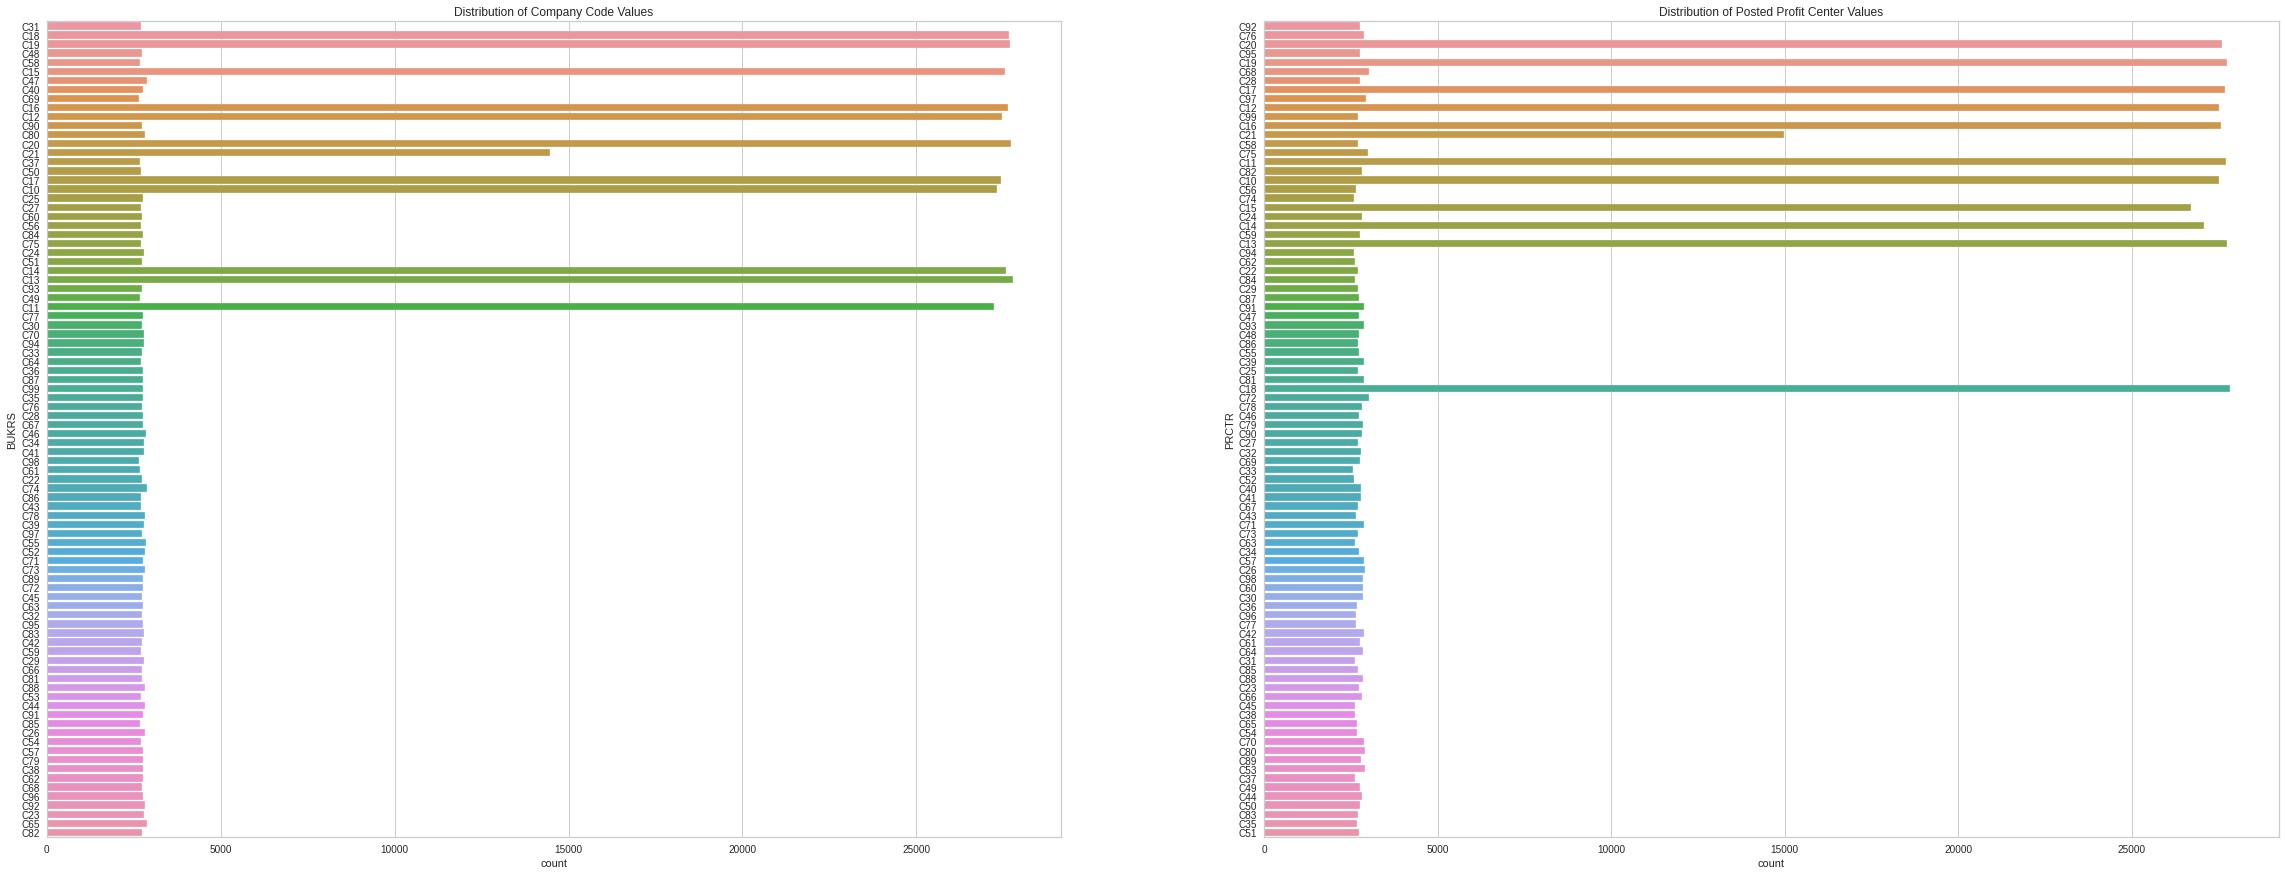 Distribution of Company Code Values
C31
C18
C19
C48
C58
C15
C47
C40
C69
C16
C12
C90
C80
C20
C21
C37
C50
C17
C10
C25
C27
C60
C56
C84
C75
C24
C51
C14
C13
C93
C49
C11
C77
C30
C70
C94
C33
C64
C36
C87
C99
C35
C76
C28
C67
C46
C34
C41
C98
C61
C22
C74
C86
C43
C78
C39
C97
C55
C52
C71
C73
C89
C72
C45
C63
C32
C95
C83
C42
C59
C29
C66
C81
C88
C53
C44
C91
C85
C26
C54
C57
C79
C38
C62
C68
C96
C92
C23
C65
C82
BUKRS
0 5000 10000 15000 20000 25000
count
Distribution of Posted Profit Center Values
C92
C76
C20
C95
C19
C68
C28
C17
C97
C12
C99
C16
C21
C58
C75
C11
C82
C10
C56
C74
C15
C24
C14
C59
C13
C94
C62
C22
C84
C29
C87
C91
C47
C93
C48
C86
C55
C39
C25
C81
C18
C72
C78
C46
C79
C90
C27
C32
C69
C33
C52
C40
C41
C67
C43
C71
C73
C63
C34
C57
C26
C98
C60
C30
C36
C96
C77
C42
C61
C64
C31
C85
C88
C23
C66
C45
C38
C65
C54
C70
C80
C89
C53
C37
C49
C44
C50
C83
C35
C51
PRCTR
0 5000 10000 15000 20000 25000
count